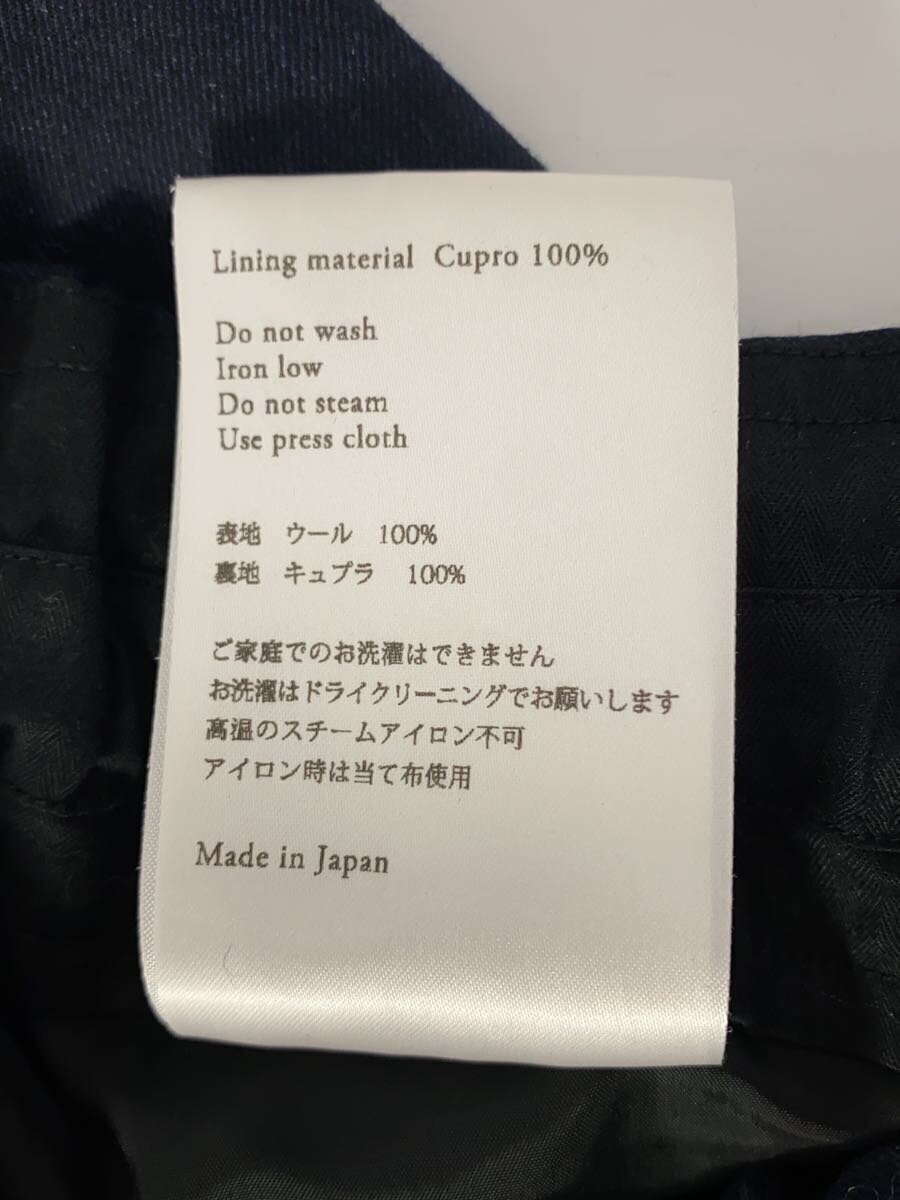 Lining material Cupro 100%
Do not wash
Iron low
Do not steam
Use press cloth
表地 ウール 100%
裏地 キュプラ 100%
ご家庭でのお洗濯はできません
お洗濯はドライクリーニングでお願いします
高温のスチームアイロン不可
アイロン時は当て布使用
Made in Japan